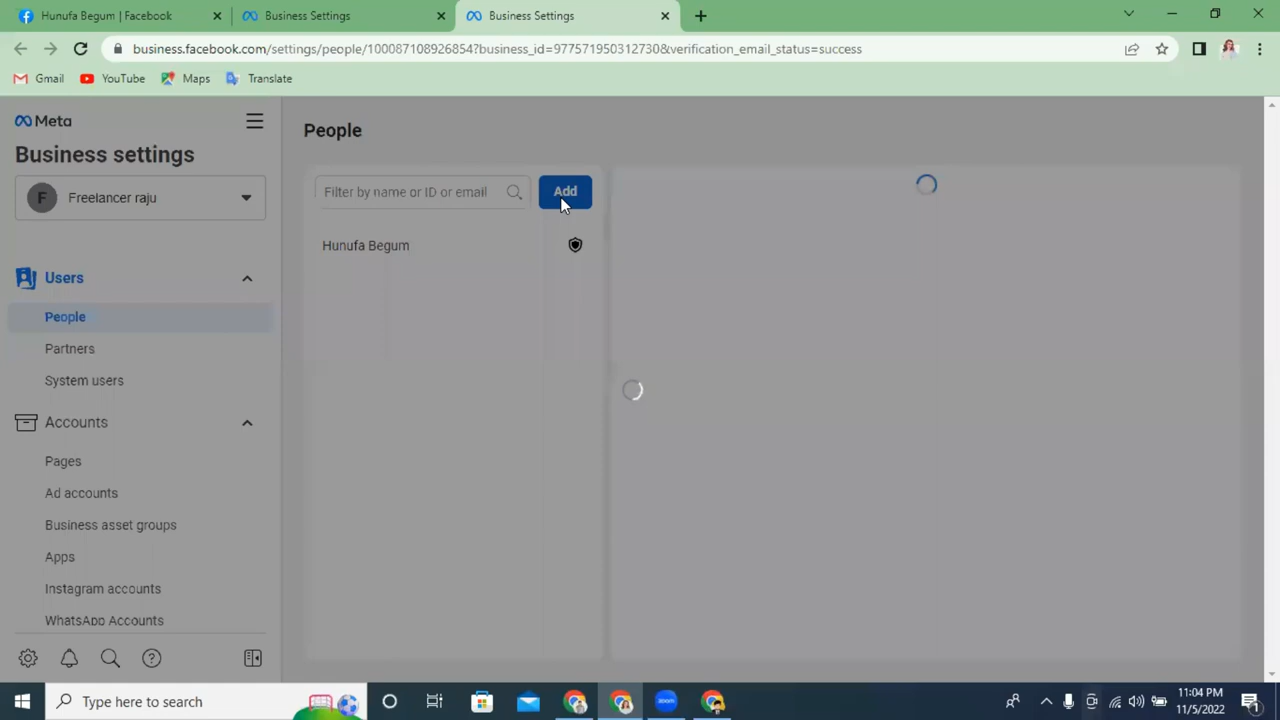 Hunufa Begum | Facebook
Business Settings
Business Settings
business.facebook.com/settings/people/100087108926854?business_id=977571950312730&verification_email_status=success
Gmail
YouTube
Maps
Translate
Meta
Business settings
F
Freelancer raju
Users
People
Partners
System users
Accounts
Pages
Ad accounts
Business asset groups
Apps
Instagram accounts
WhatsApp Accounts
People
Filter by name or ID or email
Add
Hunufa Begum
Type here to search
zoom
11:04 PM
11/5/2022
1